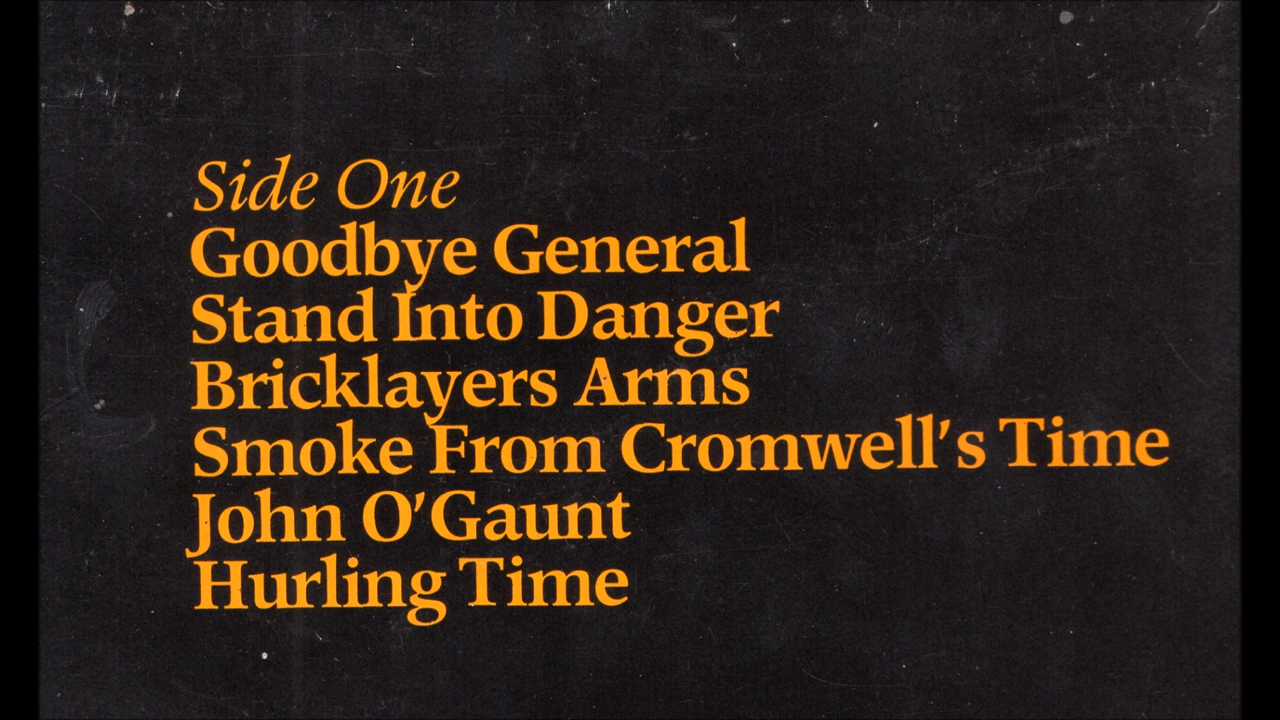 Side One
Goodbye General
Stand Into Danger
Bricklayers Arms
Smoke From Cromwell's Time
John O'Gaunt
Hurling Time